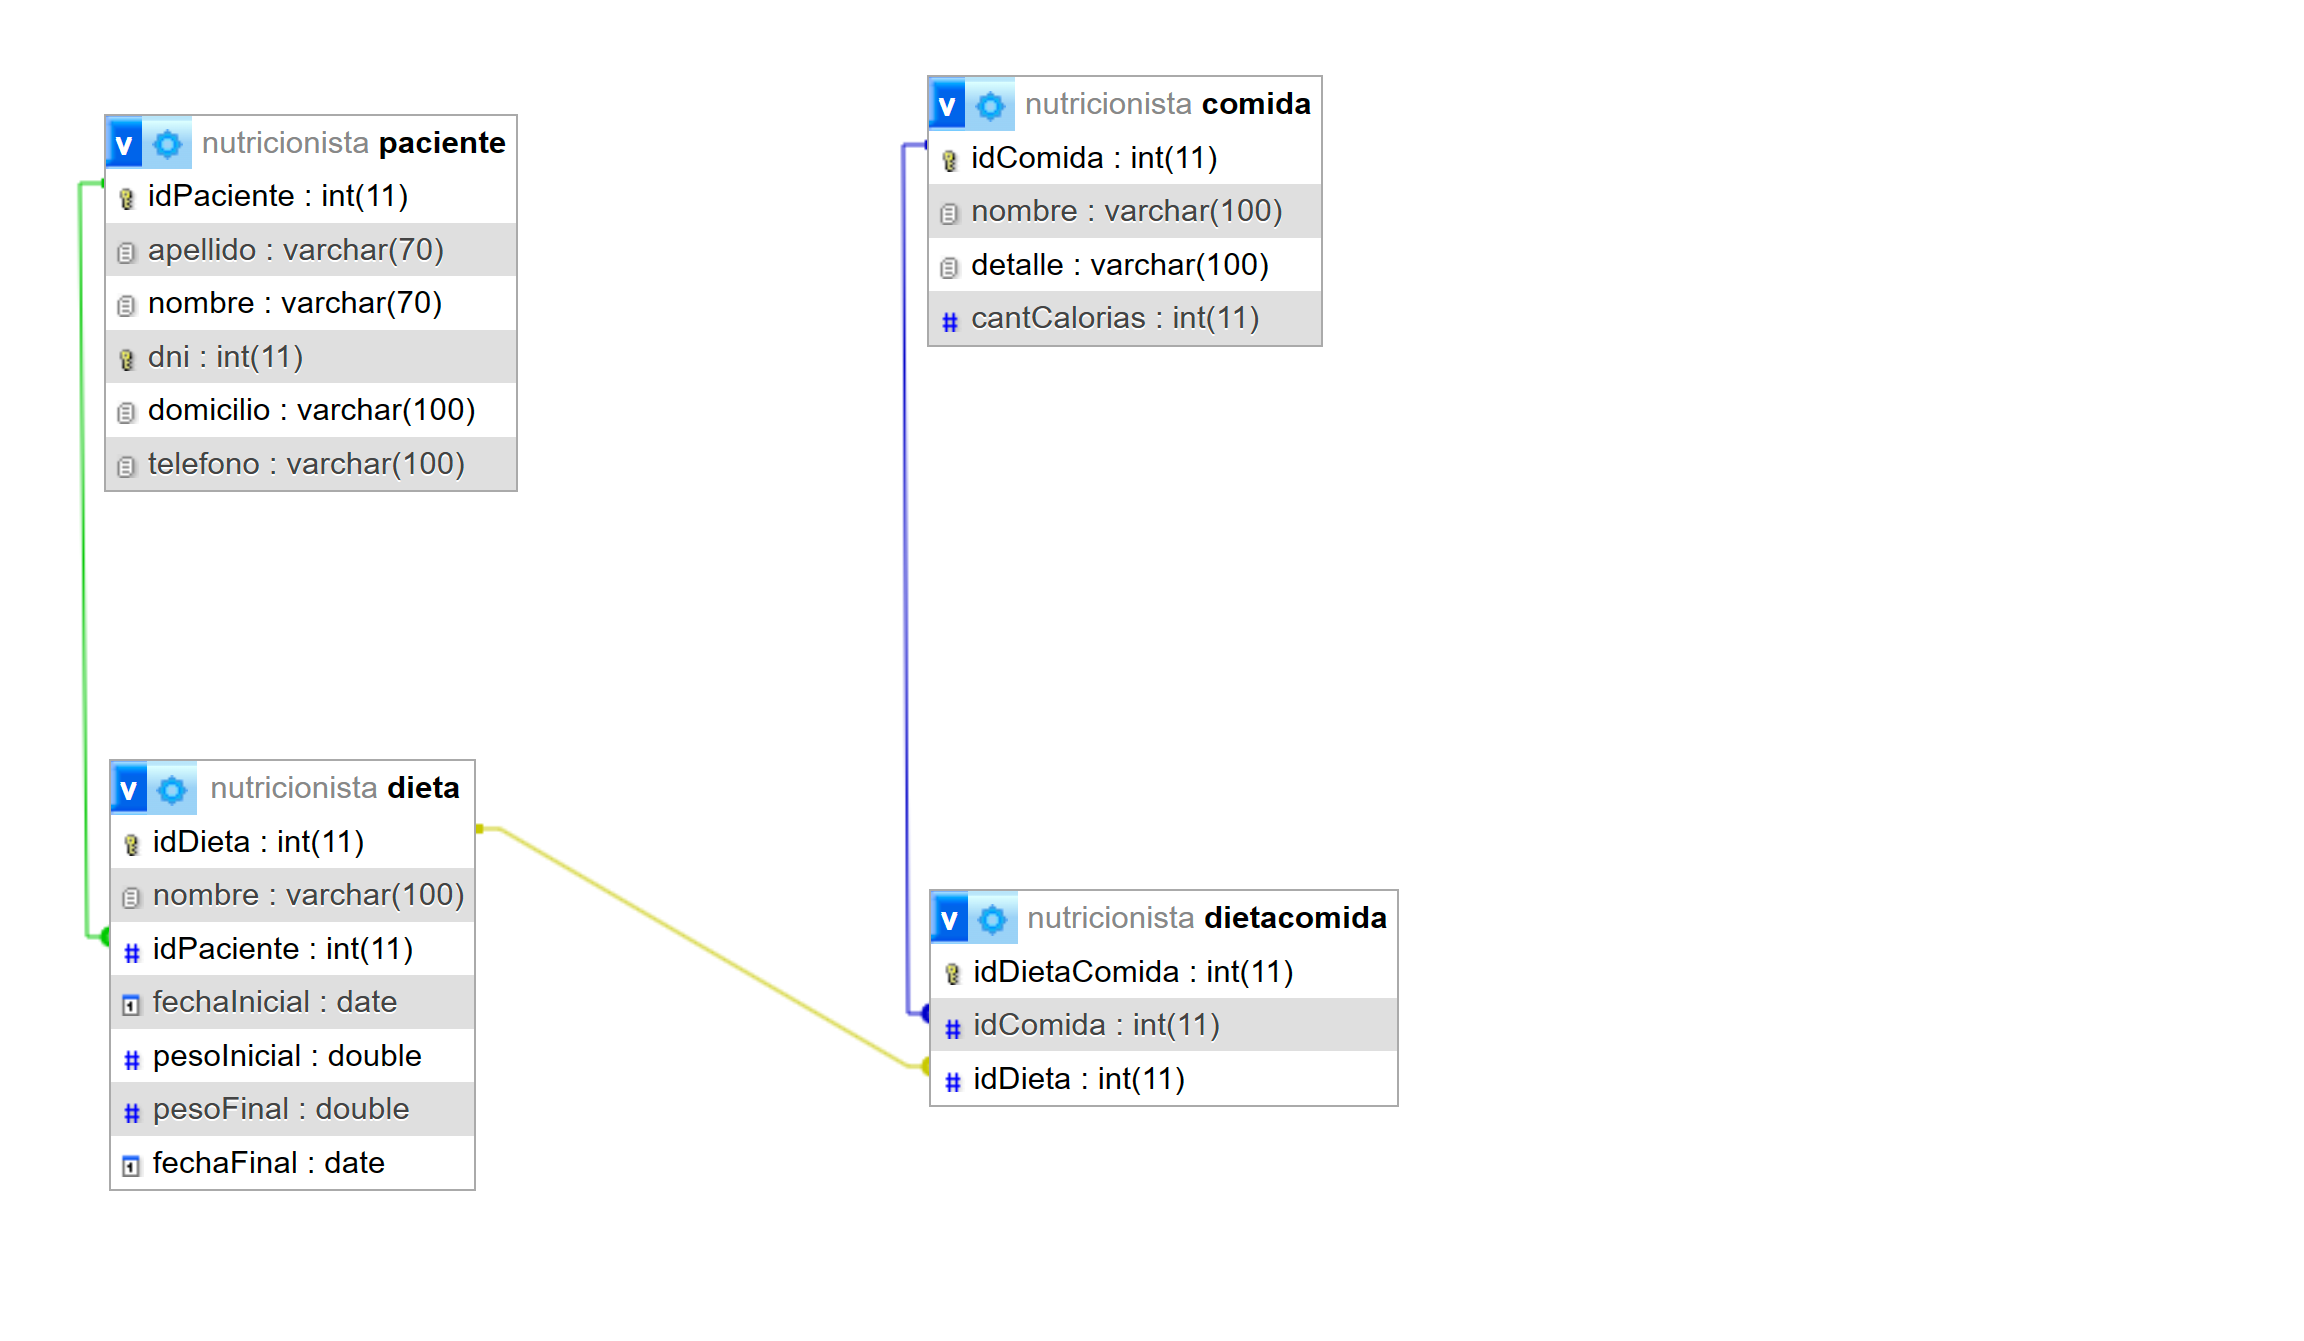 v nutricionista paciente
idPaciente : int(11)
apellido : varchar(70)
nombre : varchar(70)
dni : int(11)
domicilio : varchar(100)
telefono : varchar(100)
v nutricionista comida
idComida : int(11)
nombre : varchar(100)
detalle : varchar(100)
# cantCalorias : int(11)
v nutricionista dieta
idDieta : int(11)
nombre : varchar(100)
# idPaciente : int(11)
1 fechaInicial : date
# pesoInicial : double
# pesoFinal : double
1 fechaFinal : date
v nutricionista dietacomida
idDietaComida : int(11)
# idComida : int(11)
# idDieta : int(11)